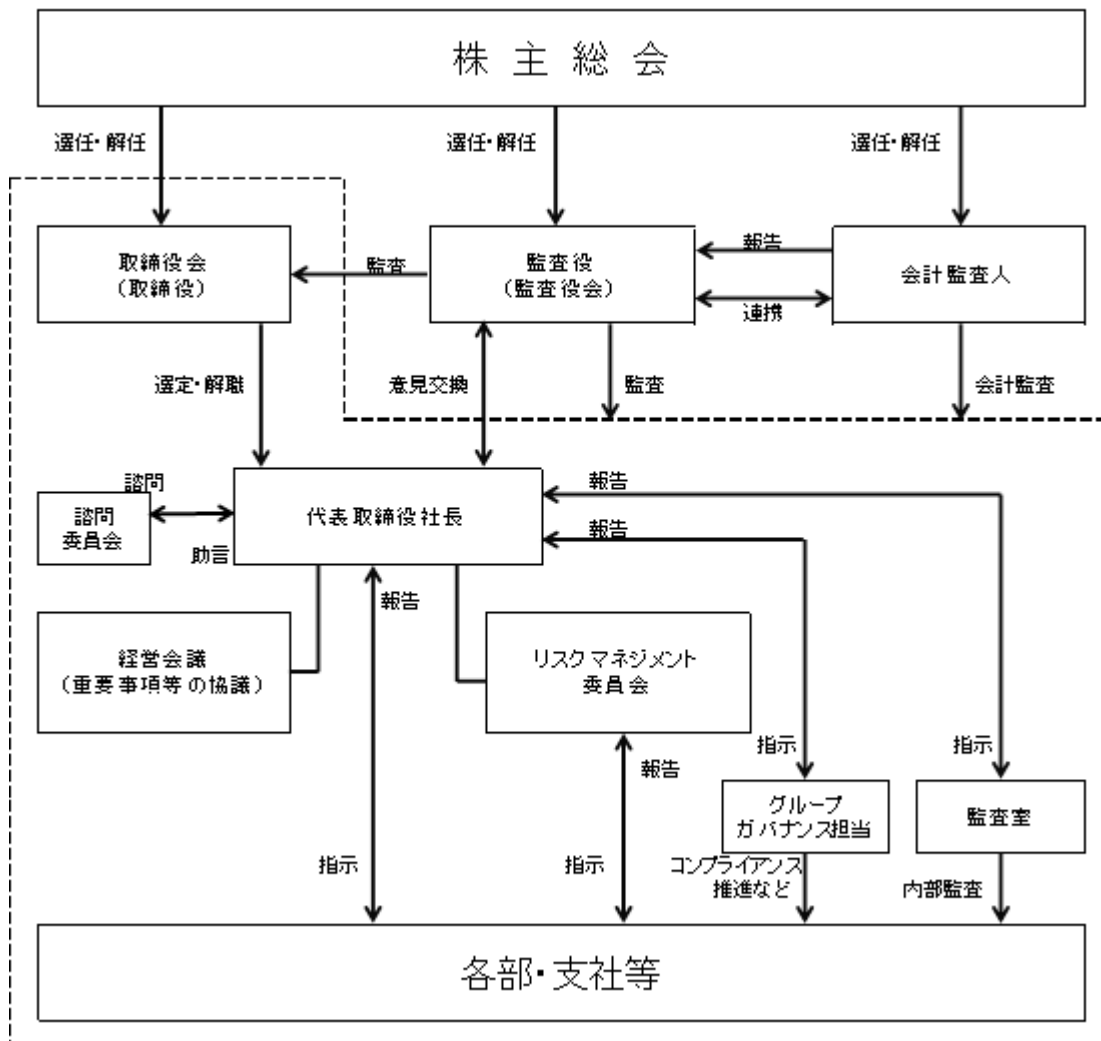 株主総会
選任・解任
選任・解任
選任・解任
取締役会
（取締役）
監査
監査役
（監査役会）
報告
連携
会計監査人
選定・解職
意見交換
監査
会計監査
諮問
諮問
委員会
助言
代表取締役社長
報告
報告
報告
経営会議
（重要事項等の協議）
リスクマネジメント
委員会
指示
指示
報告
グループ
ガバナンス担当
監査室
指示
指示
コンプライアンス
推進など
内部監査
各部・支社等